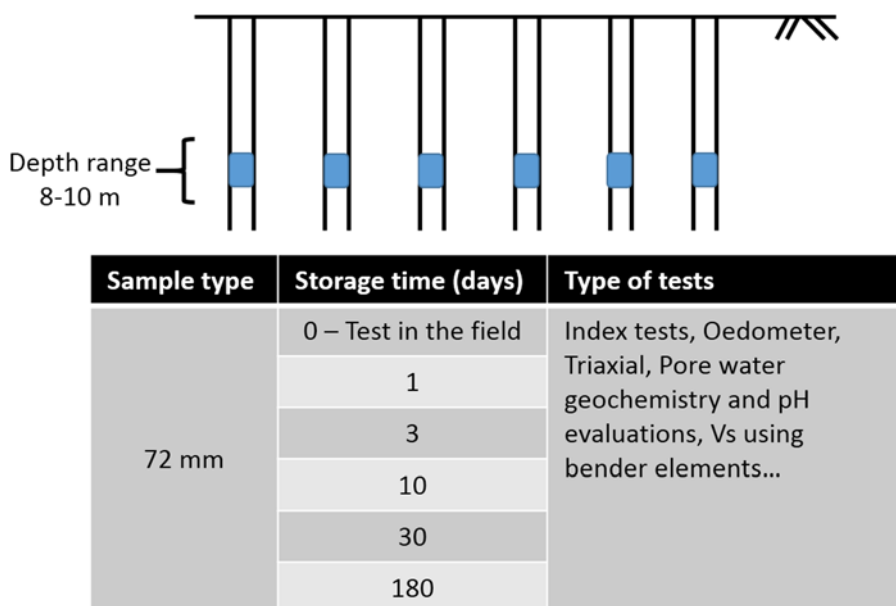 Depth range
8-10 m
Sample type
Storage time (days)
Type of tests
72 mm
0 – Test in the field
1
3
10
30
180
Index tests, Oedometer,
Triaxial, Pore water
geochemistry and pH
evaluations, Vs using
bender elements...